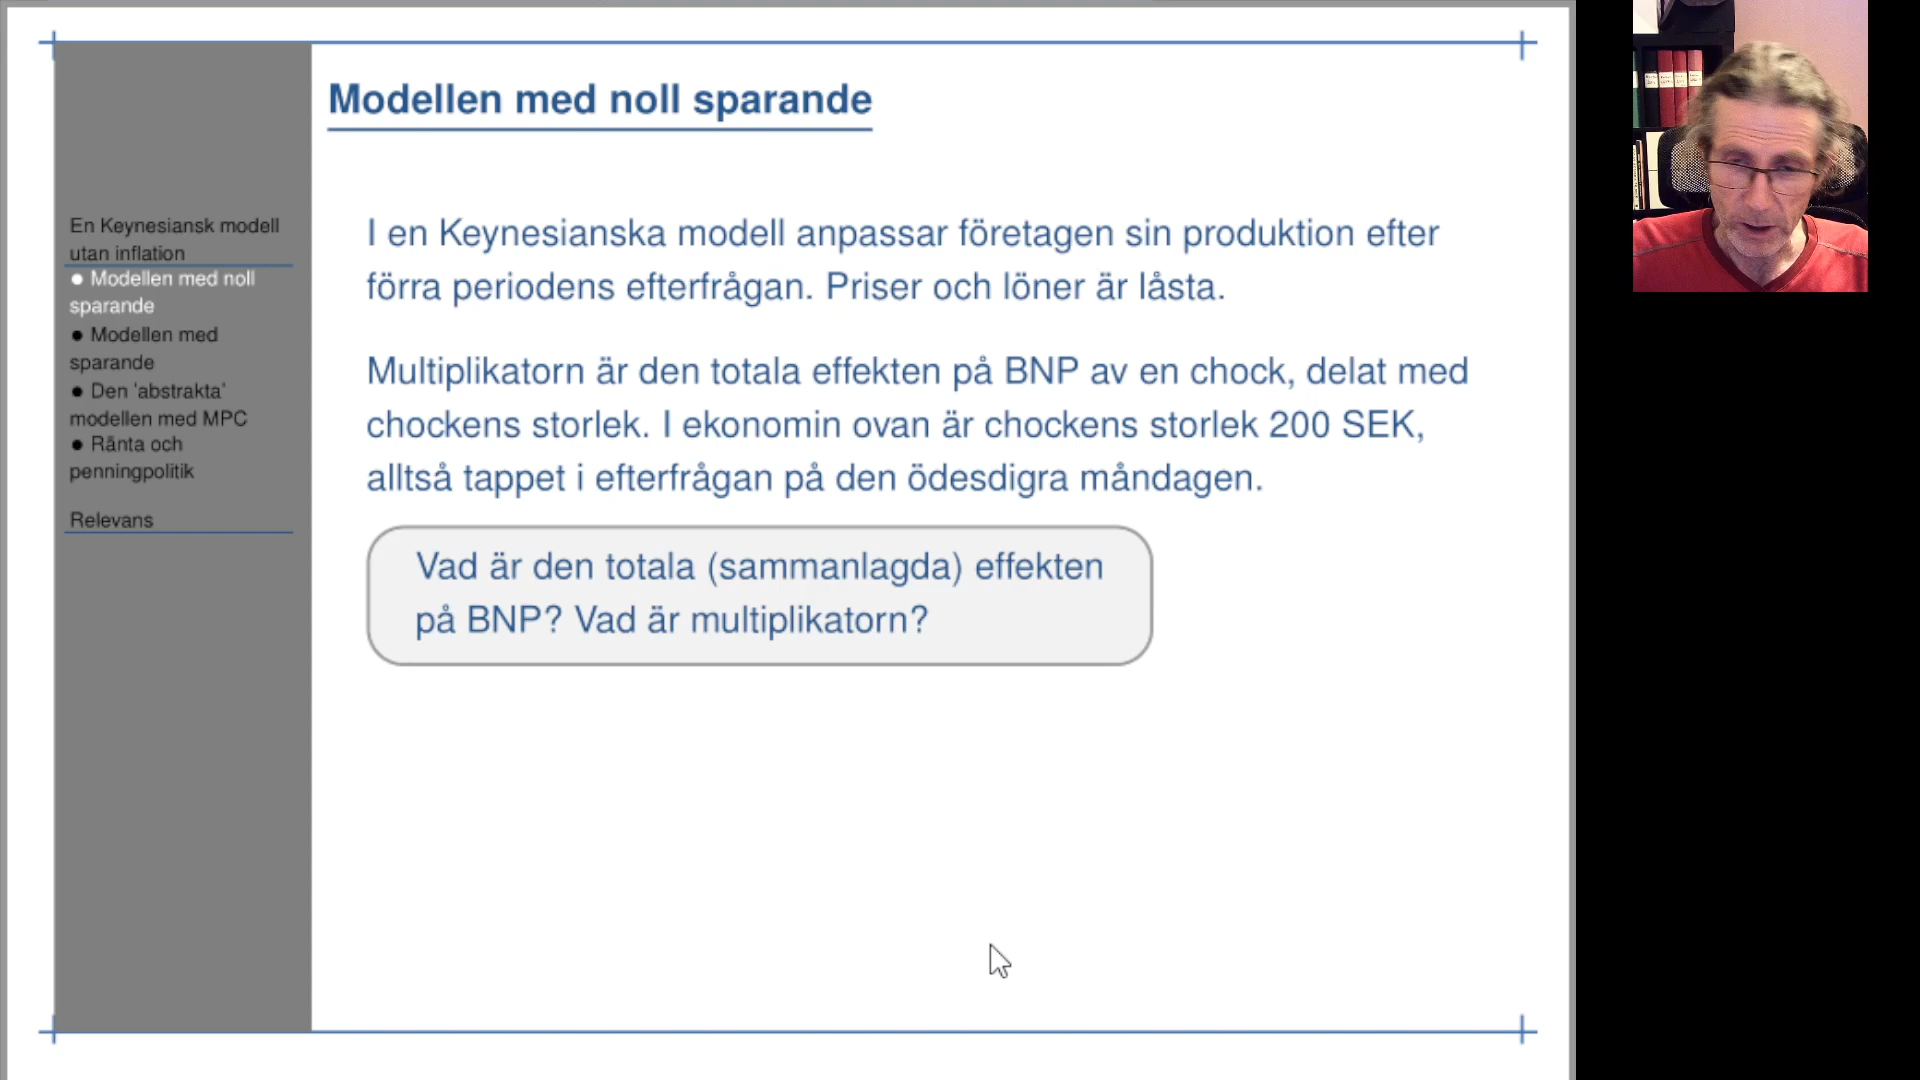 Modellen med noll sparande
En Keynesiansk modell
utan inflation
● Modellen med noll
sparande
● Modellen med
sparande
● Den 'abstrakta'
modellen med MPC
● Ränta och
penningpolitik
Relevans
I en Keynesianska modell anpassar företagen sin produktion efter
förra periodens efterfrågan. Priser och löner är låsta.
Multiplikatorn är den totala effekten på BNP av en chock, delat med
chockens storlek. I ekonomin ovan är chockens storlek 200 SEK,
alltså tappet i efterfrågan på den ödesdigra måndagen.
Vad är den totala (sammanlagda) effekten
på BNP? Vad är multiplikatorn?